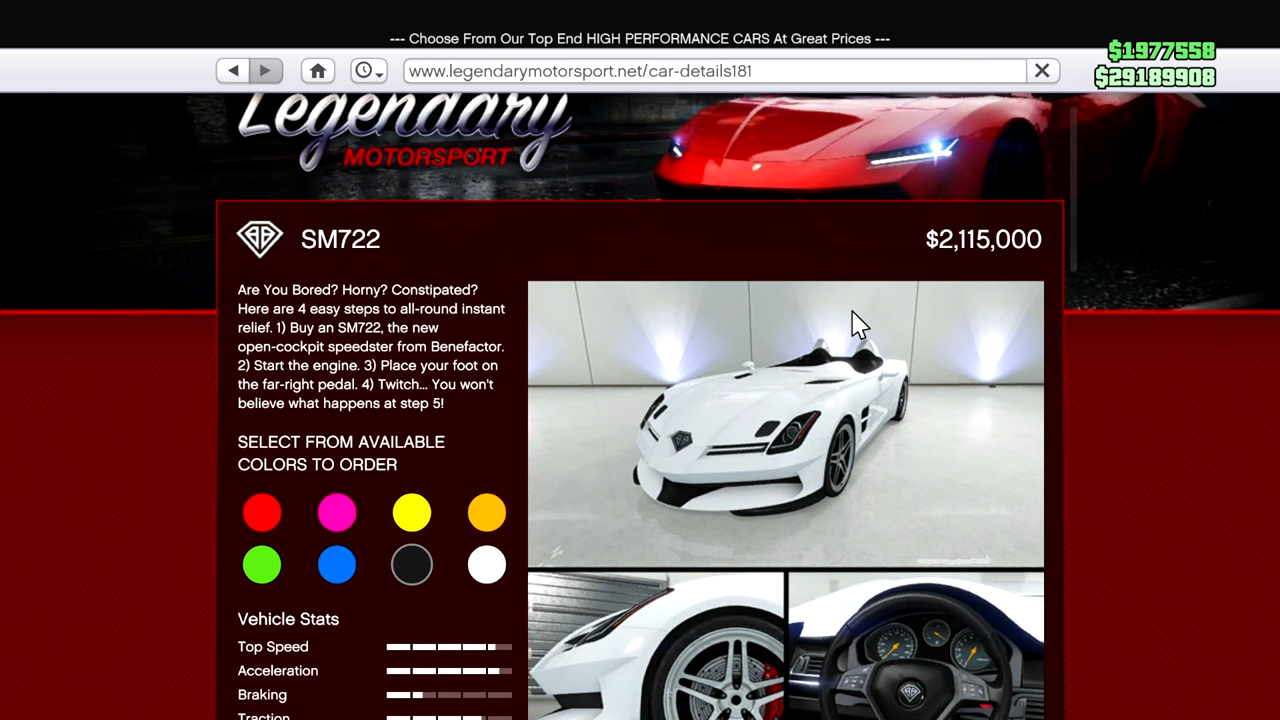 --- Choose From Our Top End HIGH PERFORMANCE CARS At Great Prices ---
$1977558
www.legendarymotorsport.net/car-details181
$29189908
Legendary
MOTORSPORT
SM722
$2,115,000
Are You Bored? Horny? Constipated?
Here are 4 easy steps to all-round instant
relief. 1) Buy an SM722, the new
open-cockpit speedster from Benefactor.
2) Start the engine. 3) Place your foot on
the far-right pedal. 4) Twitch... You won't
believe what happens at step 5!
SELECT FROM AVAILABLE
COLORS TO ORDER
Vehicle Stats
Top Speed
Acceleration
Braking
Traction